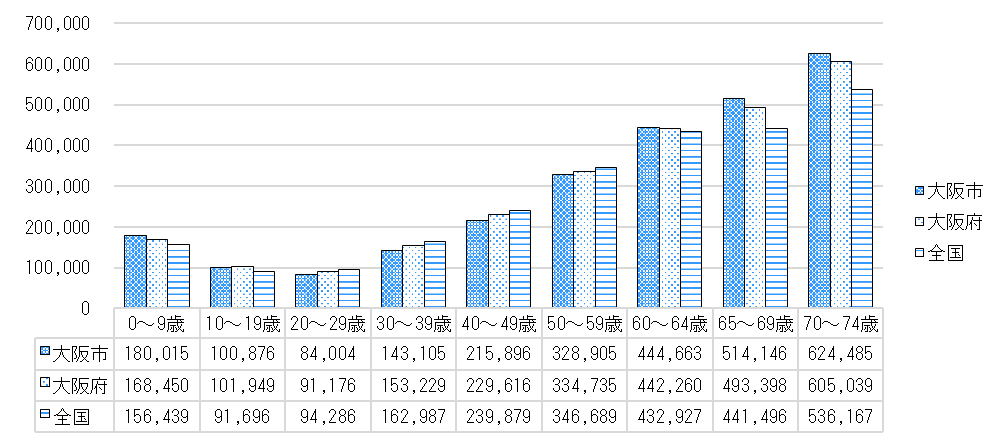 700,000
600,000
500,000
400,000
300,000
200,000
100,000
0
大阪市
大阪府
全国
0～9歳 10～19歳 20～29歳 30～39歳 40～49歳 50～59歳 60～64歳 65～69歳 70～74歳
大阪市 180,015 100,876 84,004 143,105 215,896 328,905 444,663 514,146 624,485
大阪府 168,450 101,949 91,176 153,229 229,616 334,735 442,260 493,398 605,039
全国 156,439 91,696 94,286 162,987 239,879 346,689 432,927 441,496 536,167